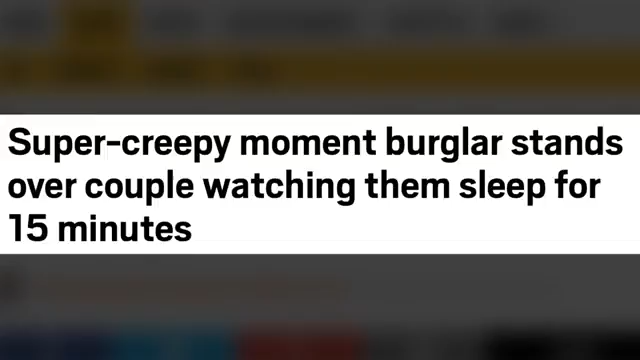 Super-creepy moment burglar stands
over couple watching them sleep for
15 minutes